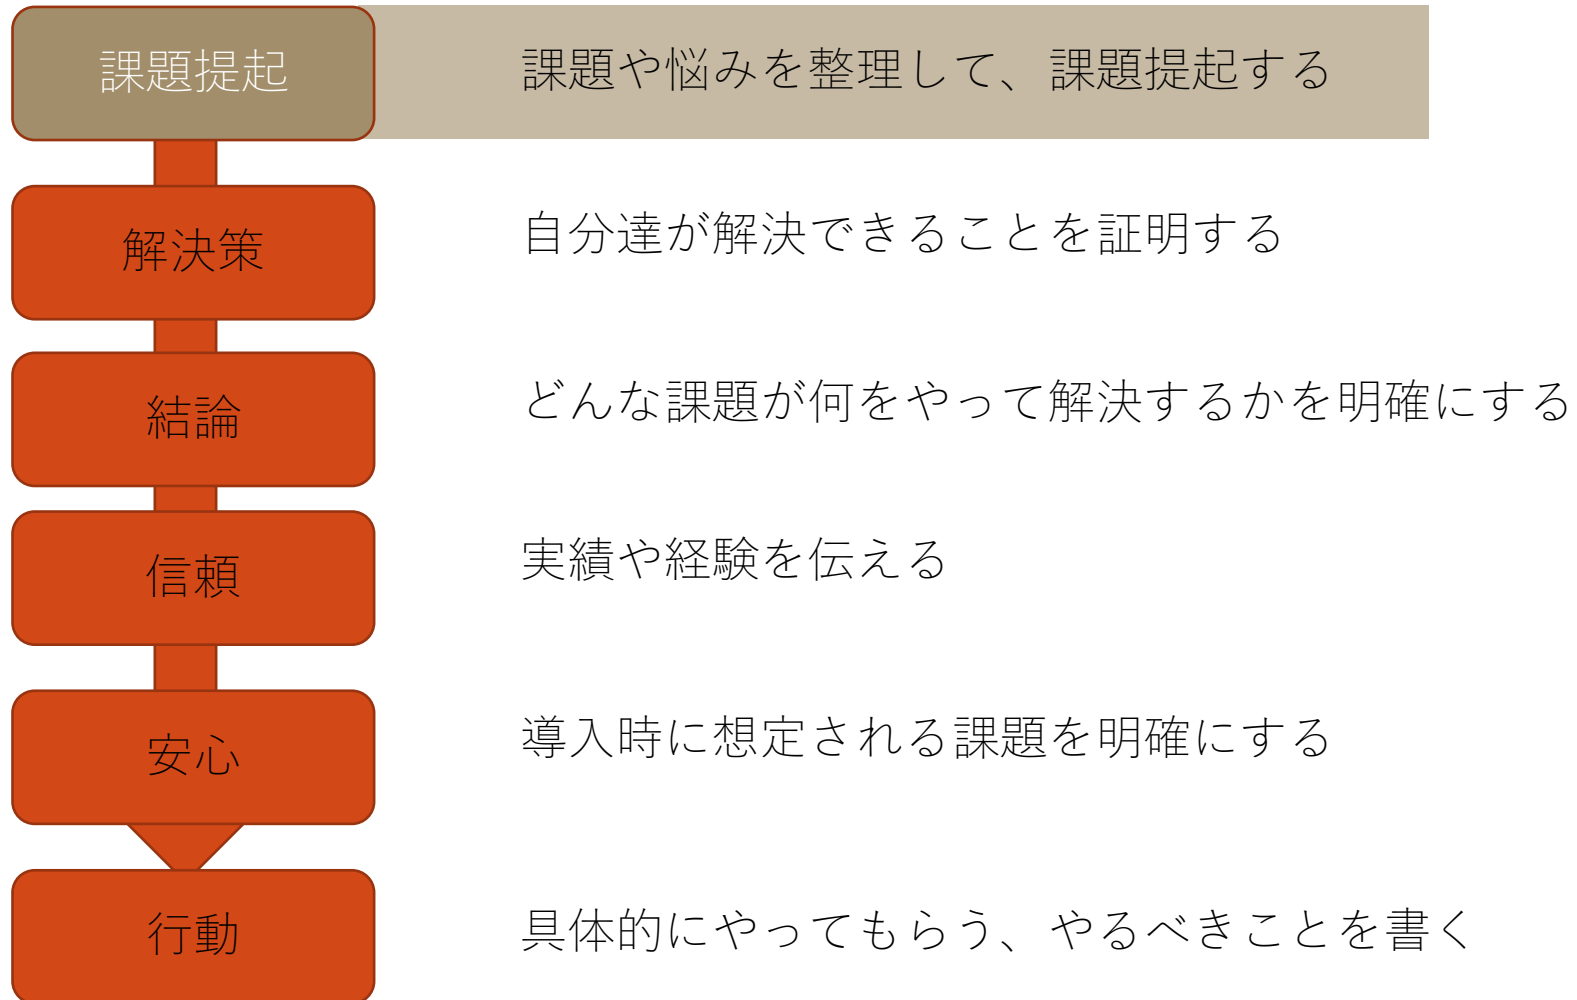 課題提起
課題や悩みを整理して、課題提起する
解決策
自分達が解決できることを証明する
結論
どんな課題が何をやって解決するかを明確にする
信頼
実績や経験を伝える
安心
導入時に想定される課題を明確にする
行動
具体的にやってもらう、やるべきことを書く